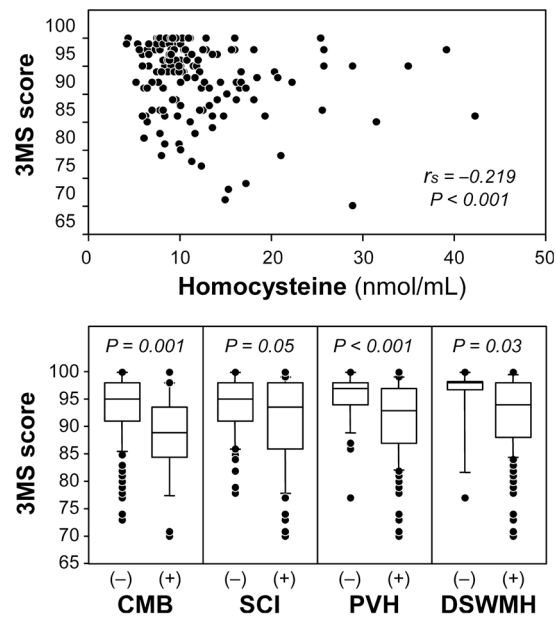 3MS score
100
95
90
85
80
75
70
65
rs = −0.219
P < 0.001
0 10 20 30 40 50
Homocysteine (nmol/mL)
3MS score
P = 0.001 P = 0.05 P < 0.001 P = 0.03
100
95
90
85
80
75
70
65
(−) (+) (−) (+) (−) (+) (−) (+)
CMB SCI PVH DSWMH